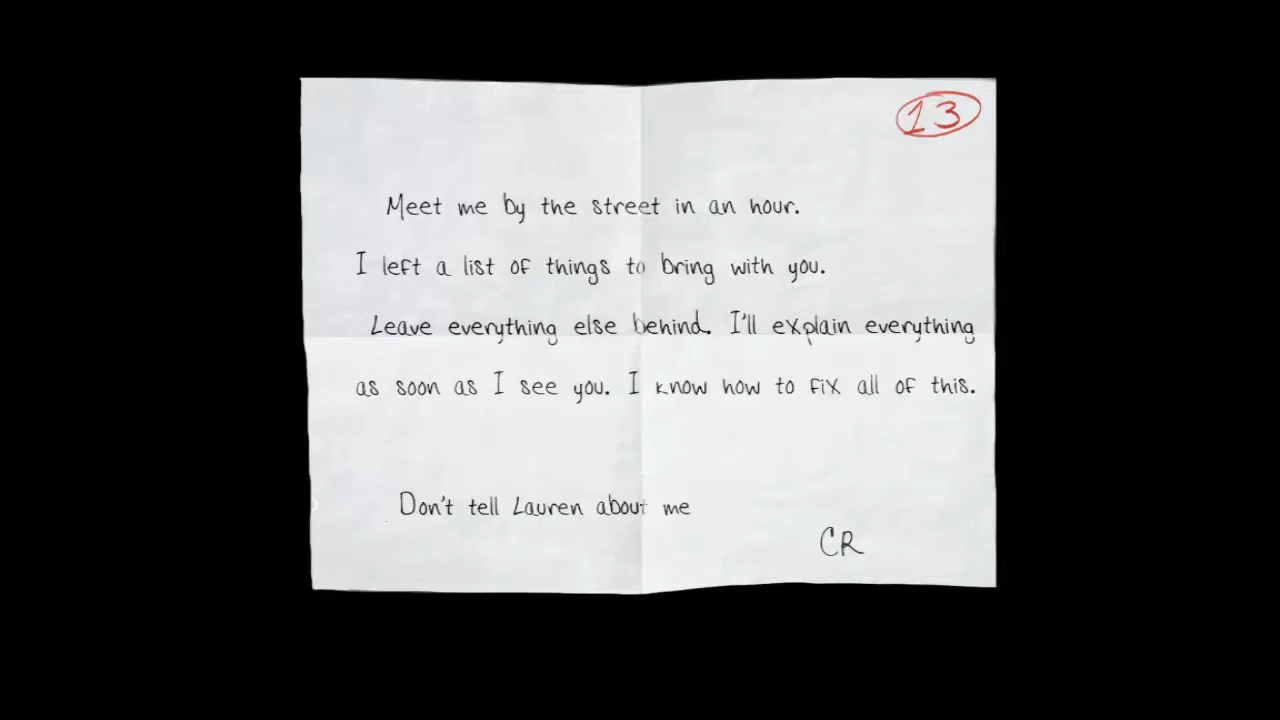 13
Meet me by the street in an hour.
I left a list of things to bring with you.
Leave everything else behind. I'll explain everything
as soon as I see you. I know how to fix all of this.
Don't tell Lauren about me
CR